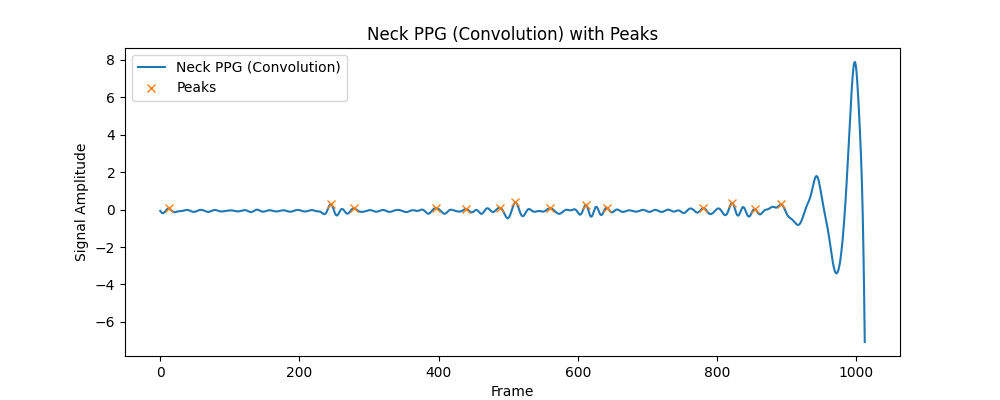 Neck PPG (Convolution) with Peaks
Neck PPG (Convolution)
Peaks
Signal Amplitude
8
6
4
2
0
−2
−4
−6
0 200 400 600 800 1000
Frame